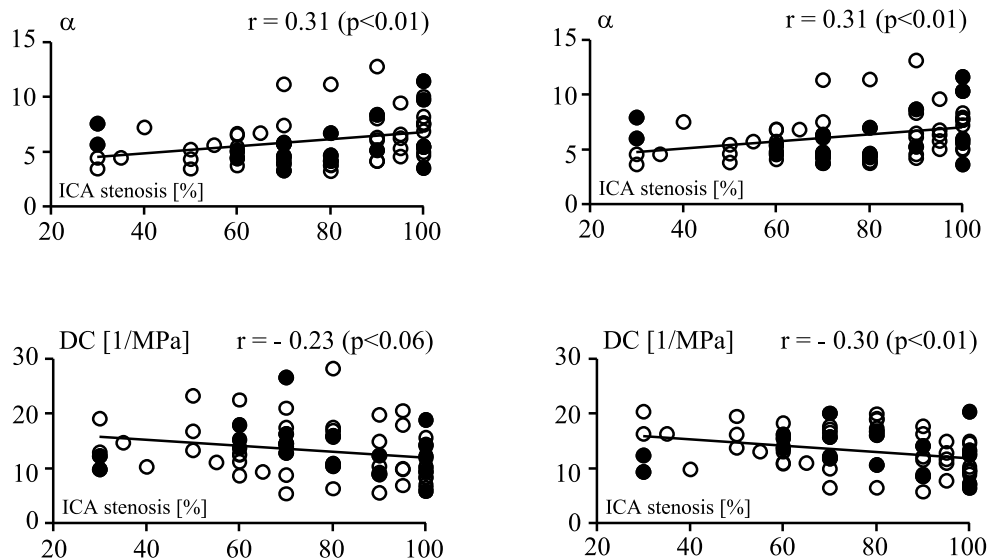 α r = 0.31 (p<0.01)
15
10
5
0
ICA stenosis [%]
20 40 60 80 100
α r = 0.31 (p<0.01)
15
10
5
0
ICA stenosis [%]
20 40 60 80 100
DC [1/MPa] r = - 0.23 (p<0.06)
30
20
10
0
ICA stenosis [%]
20 40 60 80 100
DC [1/MPa] r = - 0.30 (p<0.01)
30
20
10
0
ICA stenosis [%]
20 40 60 80 100